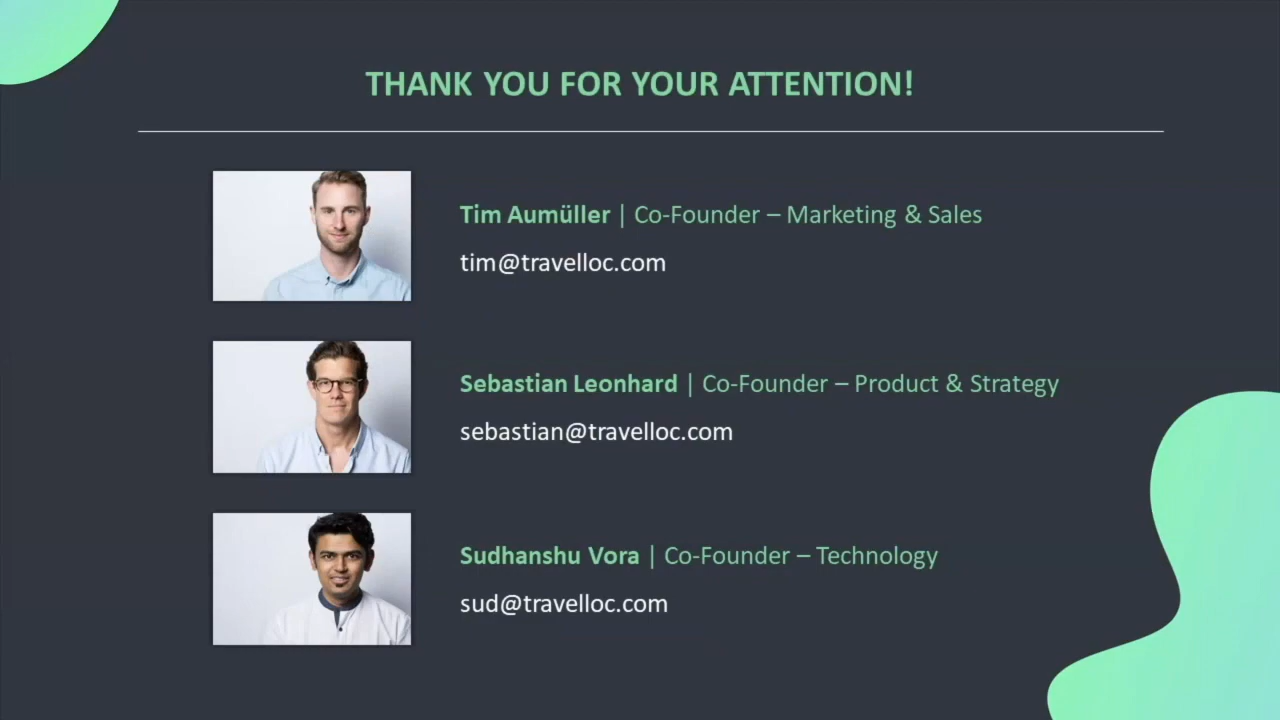 THANK YOU FOR YOUR ATTENTION!
Tim Aumüller | Co-Founder – Marketing & Sales
tim@travelloc.com
Sebastian Leonhard | Co-Founder – Product & Strategy
sebastian@travelloc.com
Sudhanshu Vora | Co-Founder – Technology
sud@travelloc.com